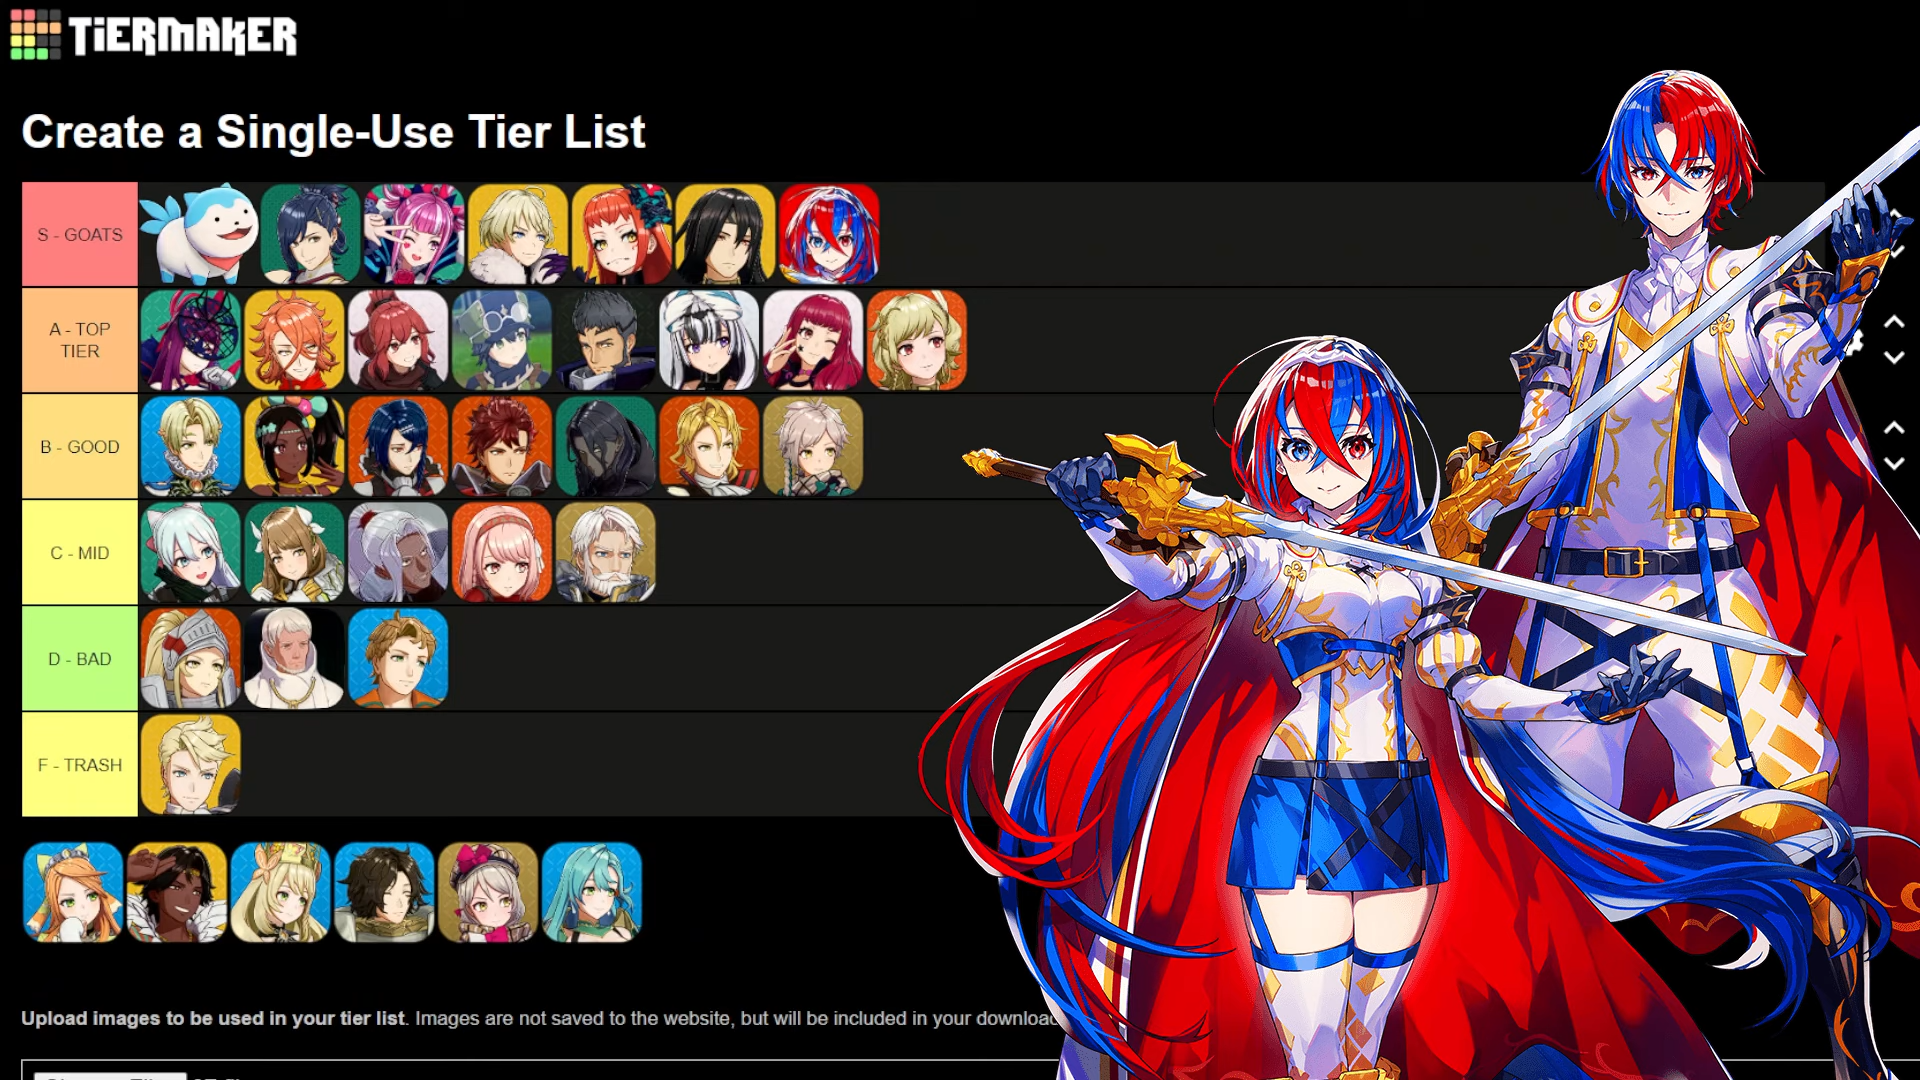 TiERMAKER
Create a Single-Use Tier List
S - GOATS
A - TOP
TIER
B - GOOD
C - MID
D - BAD
F - TRASH
Upload images to be used in your tier list. Images are not saved to the website, but will be included in your download